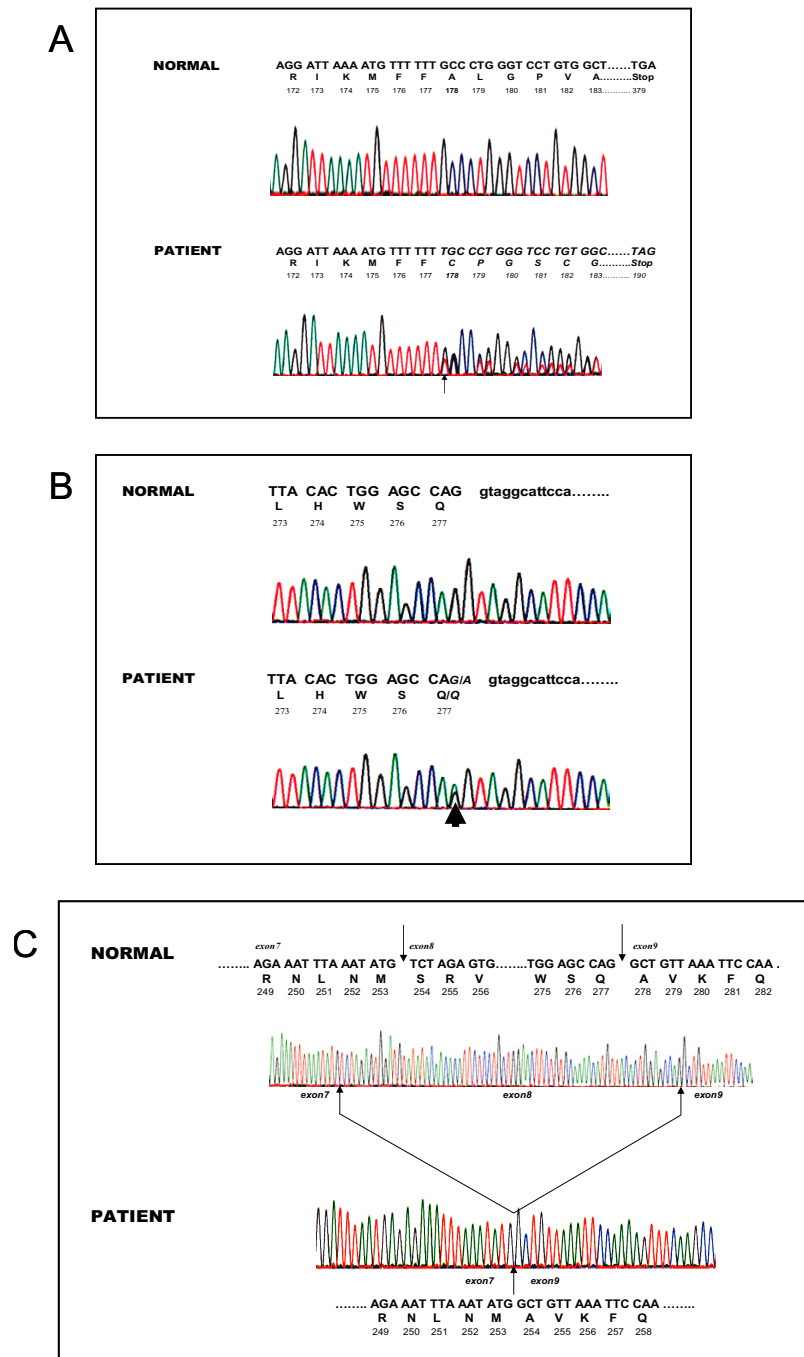 A
NORMAL AGG ATT AAA ATG TTT TTT GCC CTG GGT CCT GTG GCT......TGA
R I K M F F A L G P V A..........Stop
172 173 174 175 176 177 178 179 180 181 182 183........... 379
PATIENT AGG ATT AAA ATG TTT TTT TGC CCT GGG TCC TGT GGC......TAG
R I K M F F C P G S C G..........Stop
172 173 174 175 176 177 178 179 180 181 182 183........... 190
B
NORMAL TTA CAC TGG AGC CAG gtaggcattcca........
L H W S Q
273 274 275 276 277
PATIENT TTA CAC TGG AGC CAG/A gtaggcattcca........
L H W S Q/Q
273 274 275 276 277
C
NORMAL
exon7 exon8 exon9
........ AGA AAT TTA AAT ATG TCT AGA GTG........TGG AGC CAG GCT GTT AAA TTC CAA .
R N L N M S R V W S Q A V K F Q
249 250 251 252 253 254 255 256 275 276 277 278 279 280 281 282
exon7 exon8 exon9
PATIENT
exon7 exon9
........ AGA AAT TTA AAT ATG GCT GTT AAA TTC CAA ........
R N L N M A V K F Q
249 250 251 252 253 254 255 256 257 258